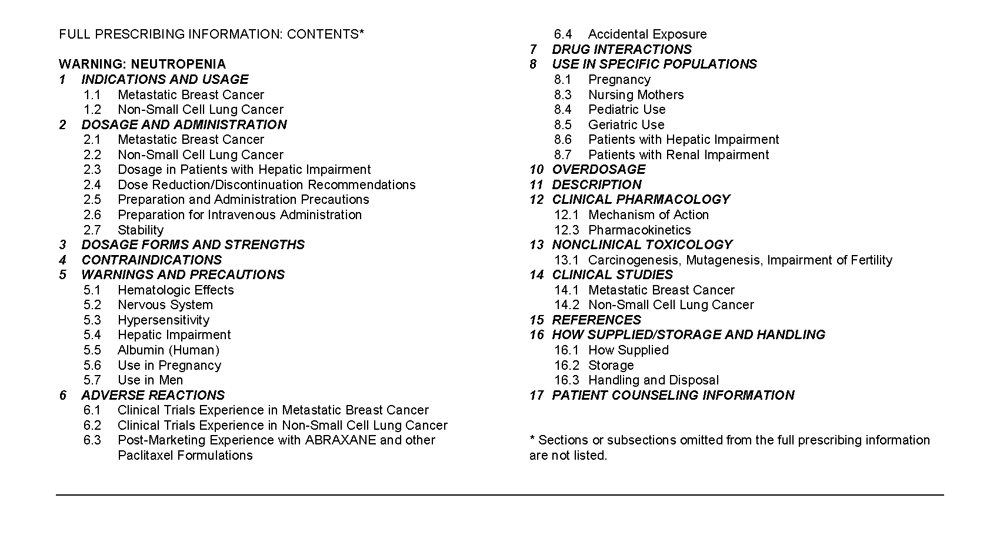 FULL PRESCRIBING INFORMATION: CONTENTS*
WARNING: NEUTROPENIA
1 INDICATIONS AND USAGE
1.1 Metastatic Breast Cancer
1.2 Non-Small Cell Lung Cancer
2 DOSAGE AND ADMINISTRATION
2.1 Metastatic Breast Cancer
2.2 Non-Small Cell Lung Cancer
2.3 Dosage in Patients with Hepatic Impairment
2.4 Dose Reduction/Discontinuation Recommendations
2.5 Preparation and Administration Precautions
2.6 Preparation for Intravenous Administration
2.7 Stability
3 DOSAGE FORMS AND STRENGTHS
4 CONTRAINDICATIONS
5 WARNINGS AND PRECAUTIONS
5.1 Hematologic Effects
5.2 Nervous System
5.3 Hypersensitivity
5.4 Hepatic Impairment
5.5 Albumin (Human)
5.6 Use in Pregnancy
5.7 Use in Men
6 ADVERSE REACTIONS
6.1 Clinical Trials Experience in Metastatic Breast Cancer
6.2 Clinical Trials Experience in Non-Small Cell Lung Cancer
6.3 Post-Marketing Experience with ABRAXANE and other
Paclitaxel Formulations
6.4 Accidental Exposure
7 DRUG INTERACTIONS
8 USE IN SPECIFIC POPULATIONS
8.1 Pregnancy
8.3 Nursing Mothers
8.4 Pediatric Use
8.5 Geriatric Use
8.6 Patients with Hepatic Impairment
8.7 Patients with Renal Impairment
10 OVERDOSAGE
11 DESCRIPTION
12 CLINICAL PHARMACOLOGY
12.1 Mechanism of Action
12.3 Pharmacokinetics
13 NONCLINICAL TOXICOLOGY
13.1 Carcinogenesis, Mutagenesis, Impairment of Fertility
14 CLINICAL STUDIES
14.1 Metastatic Breast Cancer
14.2 Non-Small Cell Lung Cancer
15 REFERENCES
16 HOW SUPPLIED/STORAGE AND HANDLING
16.1 How Supplied
16.2 Storage
16.3 Handling and Disposal
17 PATIENT COUNSELING INFORMATION
* Sections or subsections omitted from the full prescribing information
are not listed.